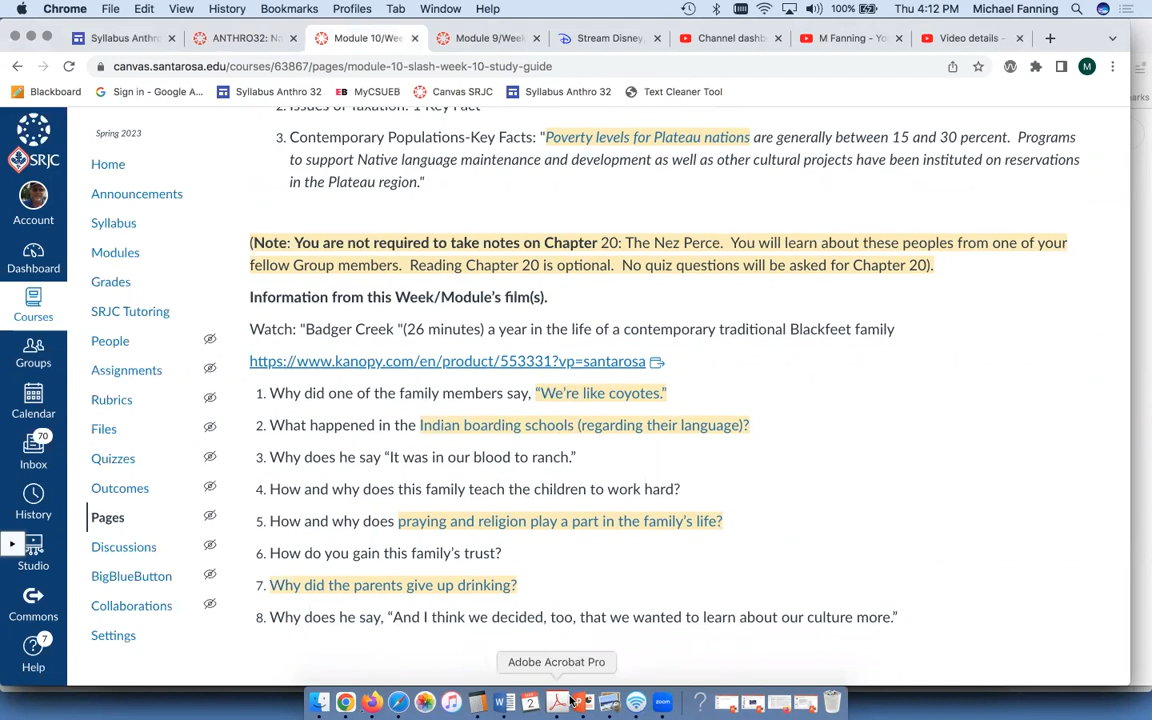 Chrome File Edit View History Bookmarks Profiles Tab Window Help 100% Thu 4:12 PM Michael Fanning
Syllabus Anthr ANTHRO32: No Module 10/Wee Module 9/Week Stream Disney, Channel dashb M Fanning - Yo Video details -
canvas.santarosa.edu/courses/63867/pages/module-10-slash-week-10-study-guide M
Blackboard Sign in - Google A... Syllabus Anthro 32 EB MyCSUEB Canvas SRJC Syllabus Anthro 32 Text Cleaner Tool
SRJC
Account
Dashboard
Courses
Groups
Calendar
70
Inbox
History
Studio
Commons
7
Help
Spring 2023
Home
Announcements
Syllabus
Modules
Grades
SRJC Tutoring
People
Assignments
Rubrics
Files
Quizzes
Outcomes
Pages
Discussions
BigBlueButton
Collaborations
Settings
2. Issues of Taxation: 1 Key Fact
3. Contemporary Populations-Key Facts: "Poverty levels for Plateau nations are generally between 15 and 30 percent. Programs
to support Native language maintenance and development as well as other cultural projects have been instituted on reservations
in the Plateau region."
(Note: You are not required to take notes on Chapter 20: The Nez Perce. You will learn about these peoples from one of your
fellow Group members. Reading Chapter 20 is optional. No quiz questions will be asked for Chapter 20).
Information from this Week/Module's film(s).
Watch: "Badger Creek "(26 minutes) a year in the life of a contemporary traditional Blackfeet family
https://www.kanopy.com/en/product/553331?vp=santarosa
1. Why did one of the family members say, "We're like coyotes."
2. What happened in the Indian boarding schools (regarding their language)?
3. Why does he say "It was in our blood to ranch."
4. How and why does this family teach the children to work hard?
5. How and why does praying and religion play a part in the family's life?
6. How do you gain this family's trust?
7. Why did the parents give up drinking?
8. Why does he say, "And I think we decided, too, that we wanted to learn about our culture more."
Adobe Acrobat Pro
2
zoom